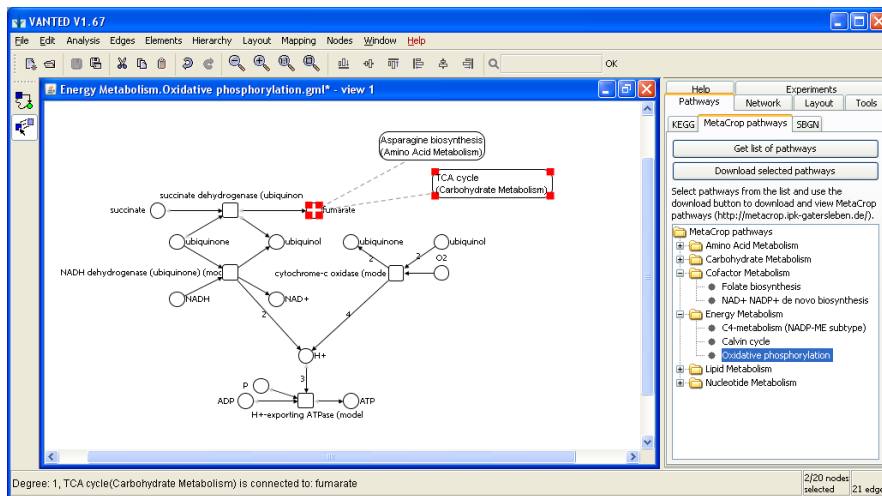 VANTED V1.67
File Edit Analysis Edges Elements Hierarchy Layout Mapping Nodes Window Help
OK
Energy Metabolism.Oxidative phosphorylation.gml* - view 1
Asparagine biosynthesis
(Amino Acid Metabolism)
TCA cycle
(Carbohydrate Metabolism)
succinate dehydrogenase (ubiquinon
succinate
fumarate
ubiquinone
ubiquinol
ubiquinone
ubiquinol
2
2
O2
NADH dehydrogenase (ubiquinone) (mod
cytochrome-c oxidase (mode
NADH
NAD+
2
4
H+
3
P
ADP
ATP
H+-exporting ATPase (model
Help
Experiments
Pathways
Network
Layout
Tools
KEGG
MetaCrop pathways
SBGN
Get list of pathways
Download selected pathways
Select pathways from the list and use the
download button to download and view MetaCrop
pathways (http://metacrop.ipk-gatersleben.de/).
MetaCrop pathways
Amino Acid Metabolism
Carbohydrate Metabolism
Cofactor Metabolism
Folate biosynthesis
NAD+ NADP+ de novo biosynthesis
Energy Metabolism
C4-metabolism (NADP-ME subtype)
Calvin cycle
Oxidative phosphorylation
Lipid Metabolism
Nucleotide Metabolism
Degree: 1, TCA cycle(Carbohydrate Metabolism) is connected to: fumarate
2/20 nodes
selected
21 edge